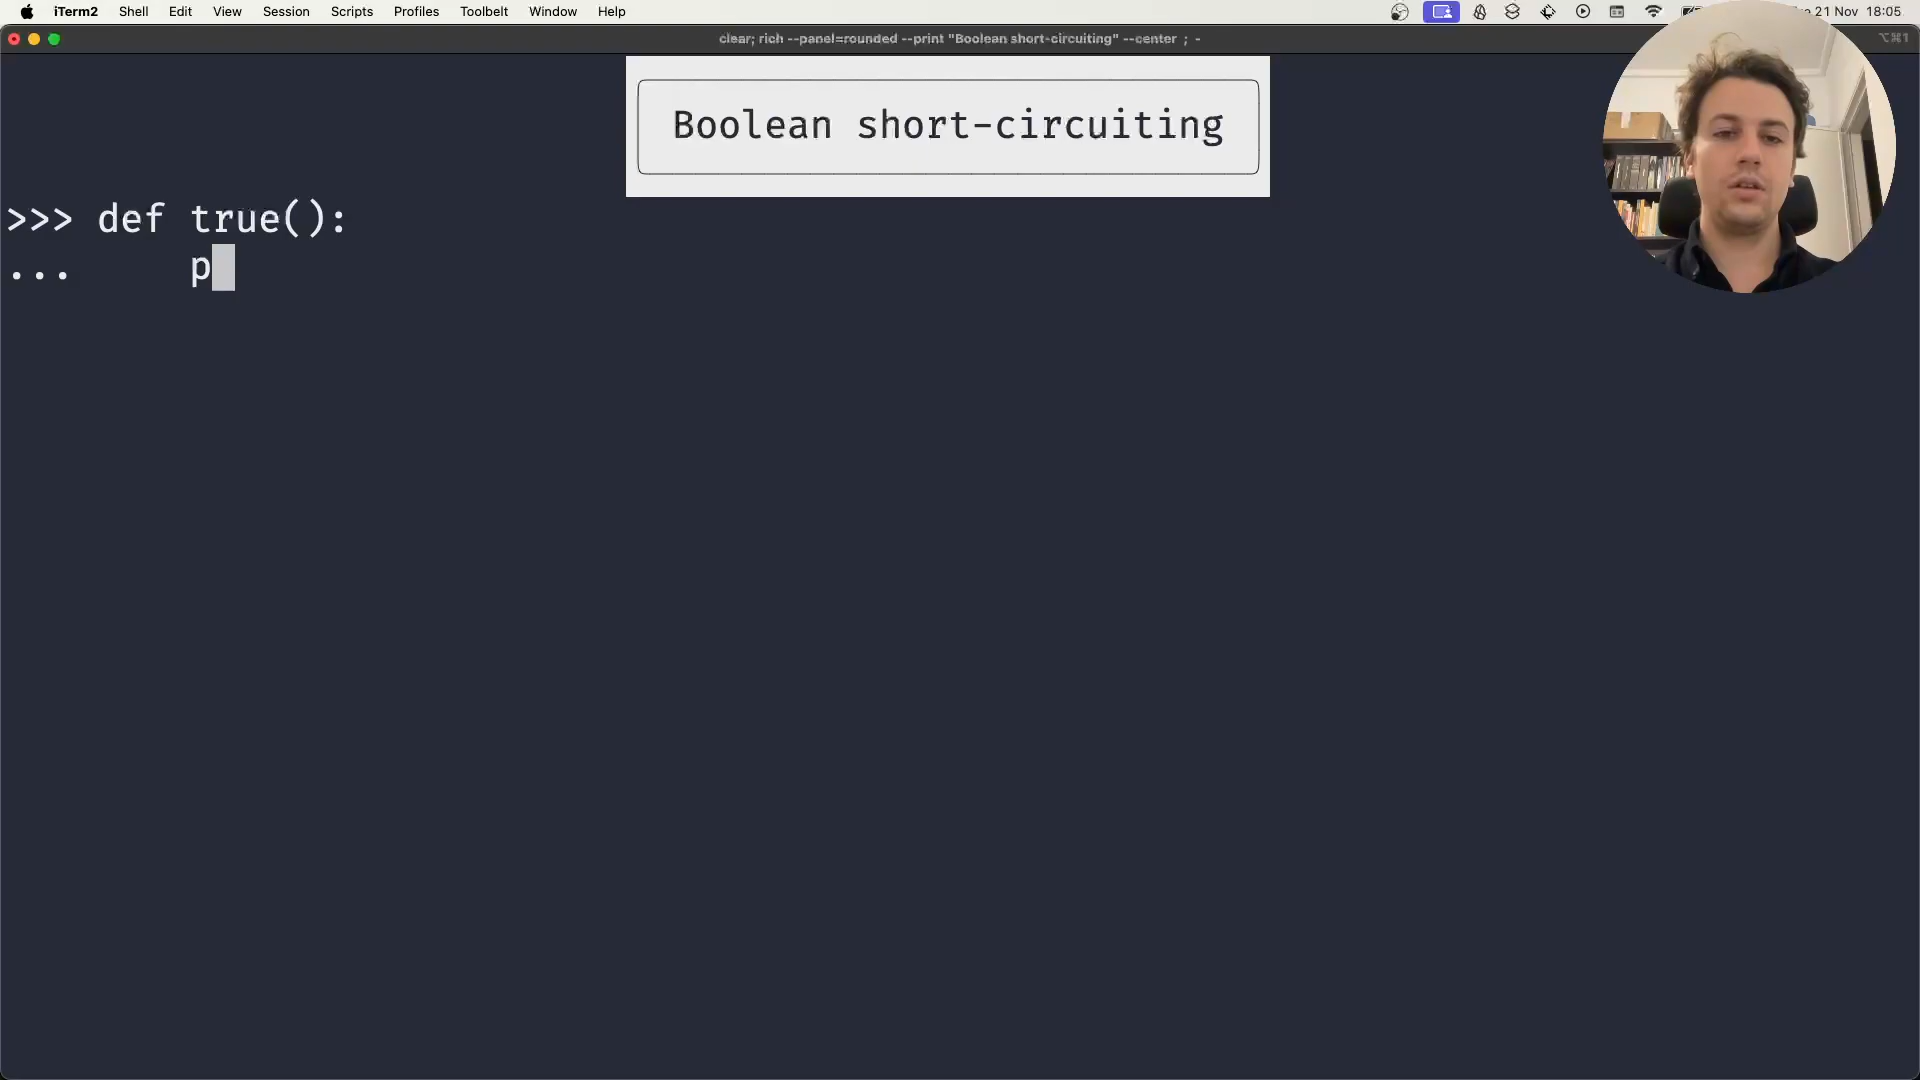 iTerm2 Shell Edit View Session Scripts Profiles Toolbelt Window Help 21 Nov 18:05
clear; rich --panel=rounded --print "Boolean short-circuiting" --center ; - ⌥⌘1
Boolean short-circuiting
>>> def true():
... p